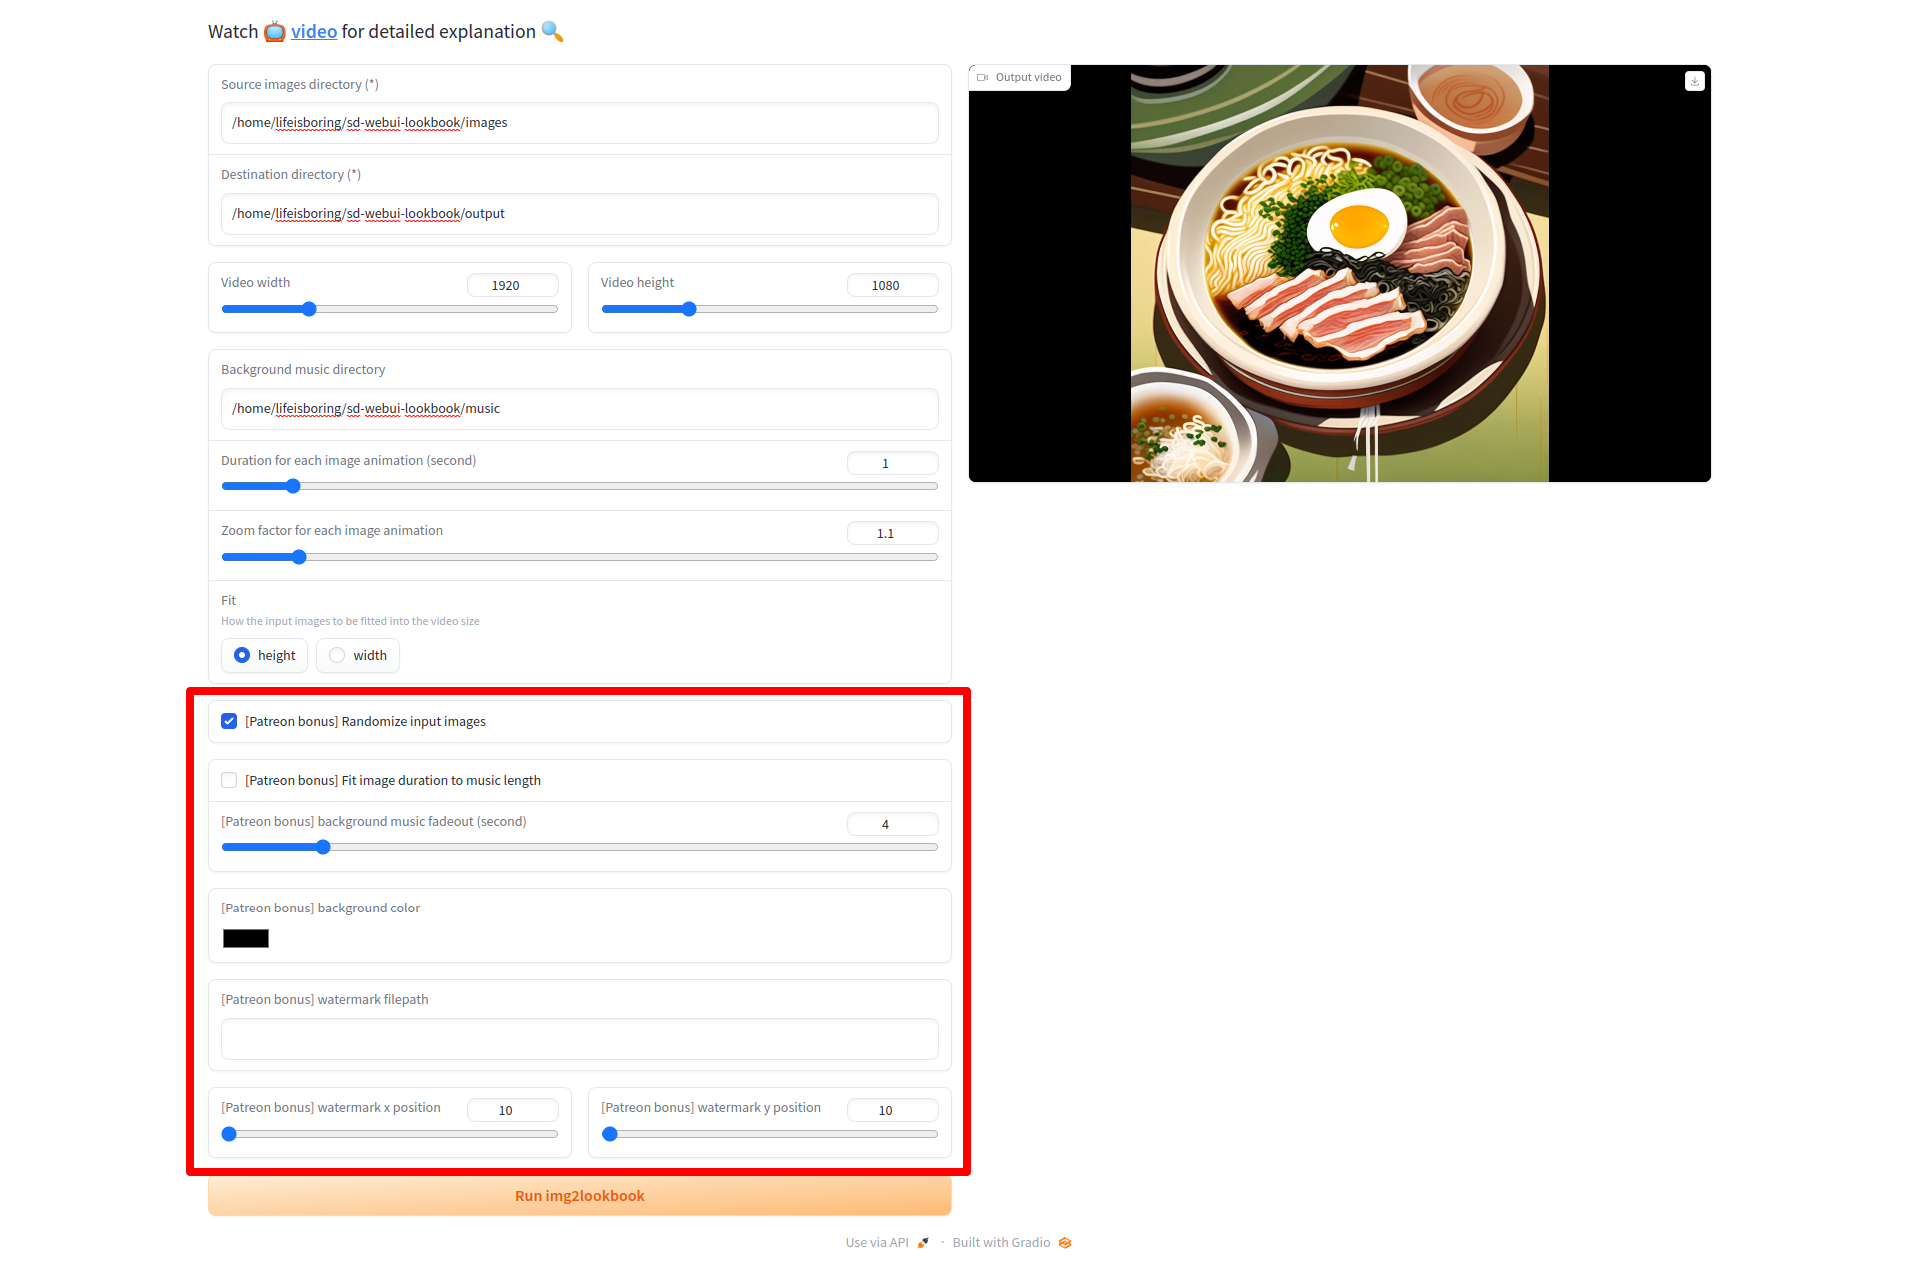 Watch 📺 video for detailed explanation 🔍
Source images directory (*)
/home/lifeisboring/sd-webui-lookbook/images
Destination directory (*)
/home/lifeisboring/sd-webui-lookbook/output
Video width 1920
Video height 1080
Background music directory
/home/lifeisboring/sd-webui-lookbook/music
Duration for each image animation (second) 1
Zoom factor for each image animation 1.1
Fit
How the input images to be fitted into the video size
height width
[Patreon bonus] Randomize input images
[Patreon bonus] Fit image duration to music length
[Patreon bonus] background music fadeout (second) 4
[Patreon bonus] background color
[Patreon bonus] watermark filepath
[Patreon bonus] watermark x position 10
[Patreon bonus] watermark y position 10
Run img2lookbook
Output video
Use via API 🚀 · Built with Gradio